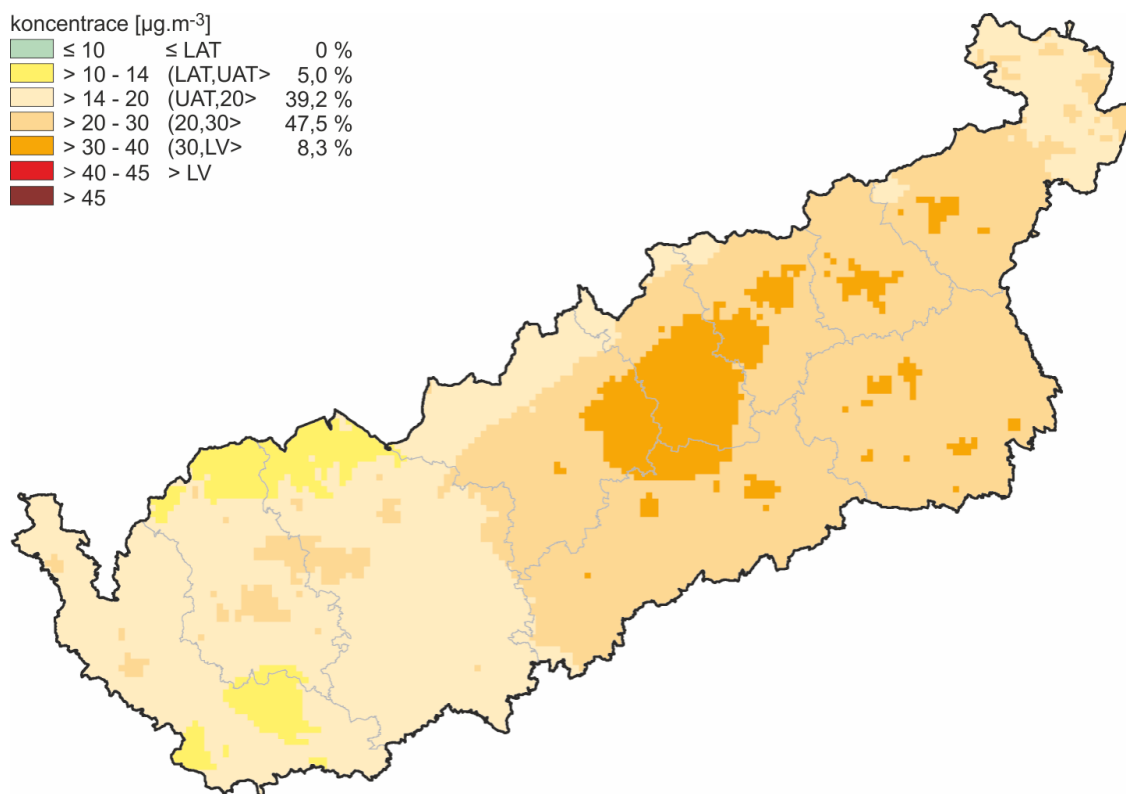 koncentrace [µg.m-3]
≤ 10 ≤ LAT 0 %
> 10 - 14 (LAT,UAT> 5,0 %
> 14 - 20 (UAT,20> 39,2 %
> 20 - 30 (20,30> 47,5 %
> 30 - 40 (30,LV> 8,3 %
> 40 - 45 > LV
> 45